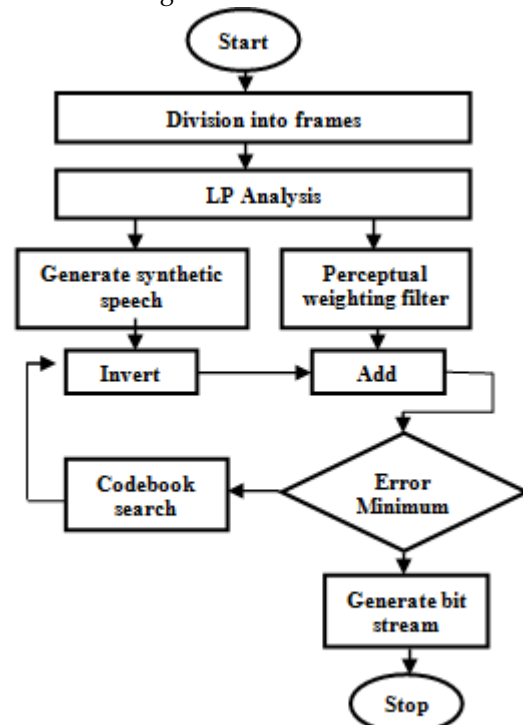 Start
Division into frames
LP Analysis
Generate synthetic
speech
Perceptual
weighting filter
Invert
Add
Codebook
search
Error
Minimum
Generate bit
stream
Stop